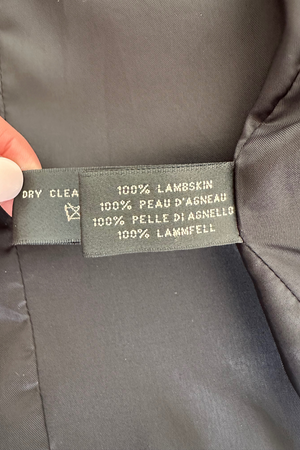 DRY CLEA
100% LAMBSKIN
100% PEAU D'AGNEAU
100% PELLE DI AGNELLO
100% LAMMFELL